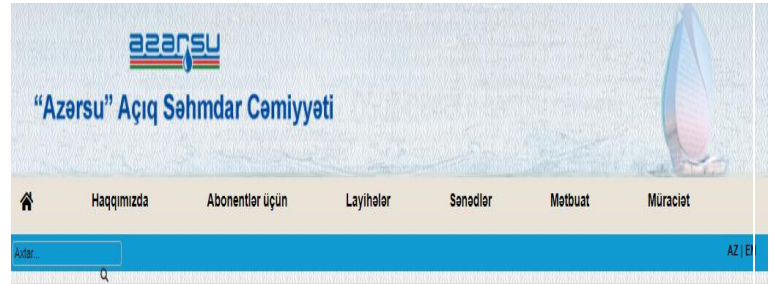 azərsu
“Azərsu” Açıq Səhmdar Cəmiyyəti
Haqqımızda Abonentlər üçün Layihələr Sənədlər Mətbuat Müraciət
Axtar...
AZ | EN